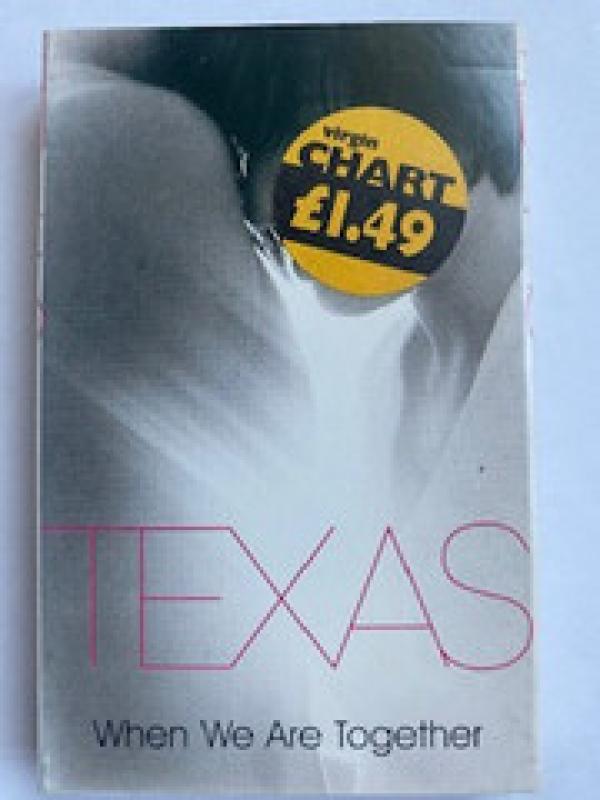 virgin
CHART
£1.49
TEXAS
When We Are Together